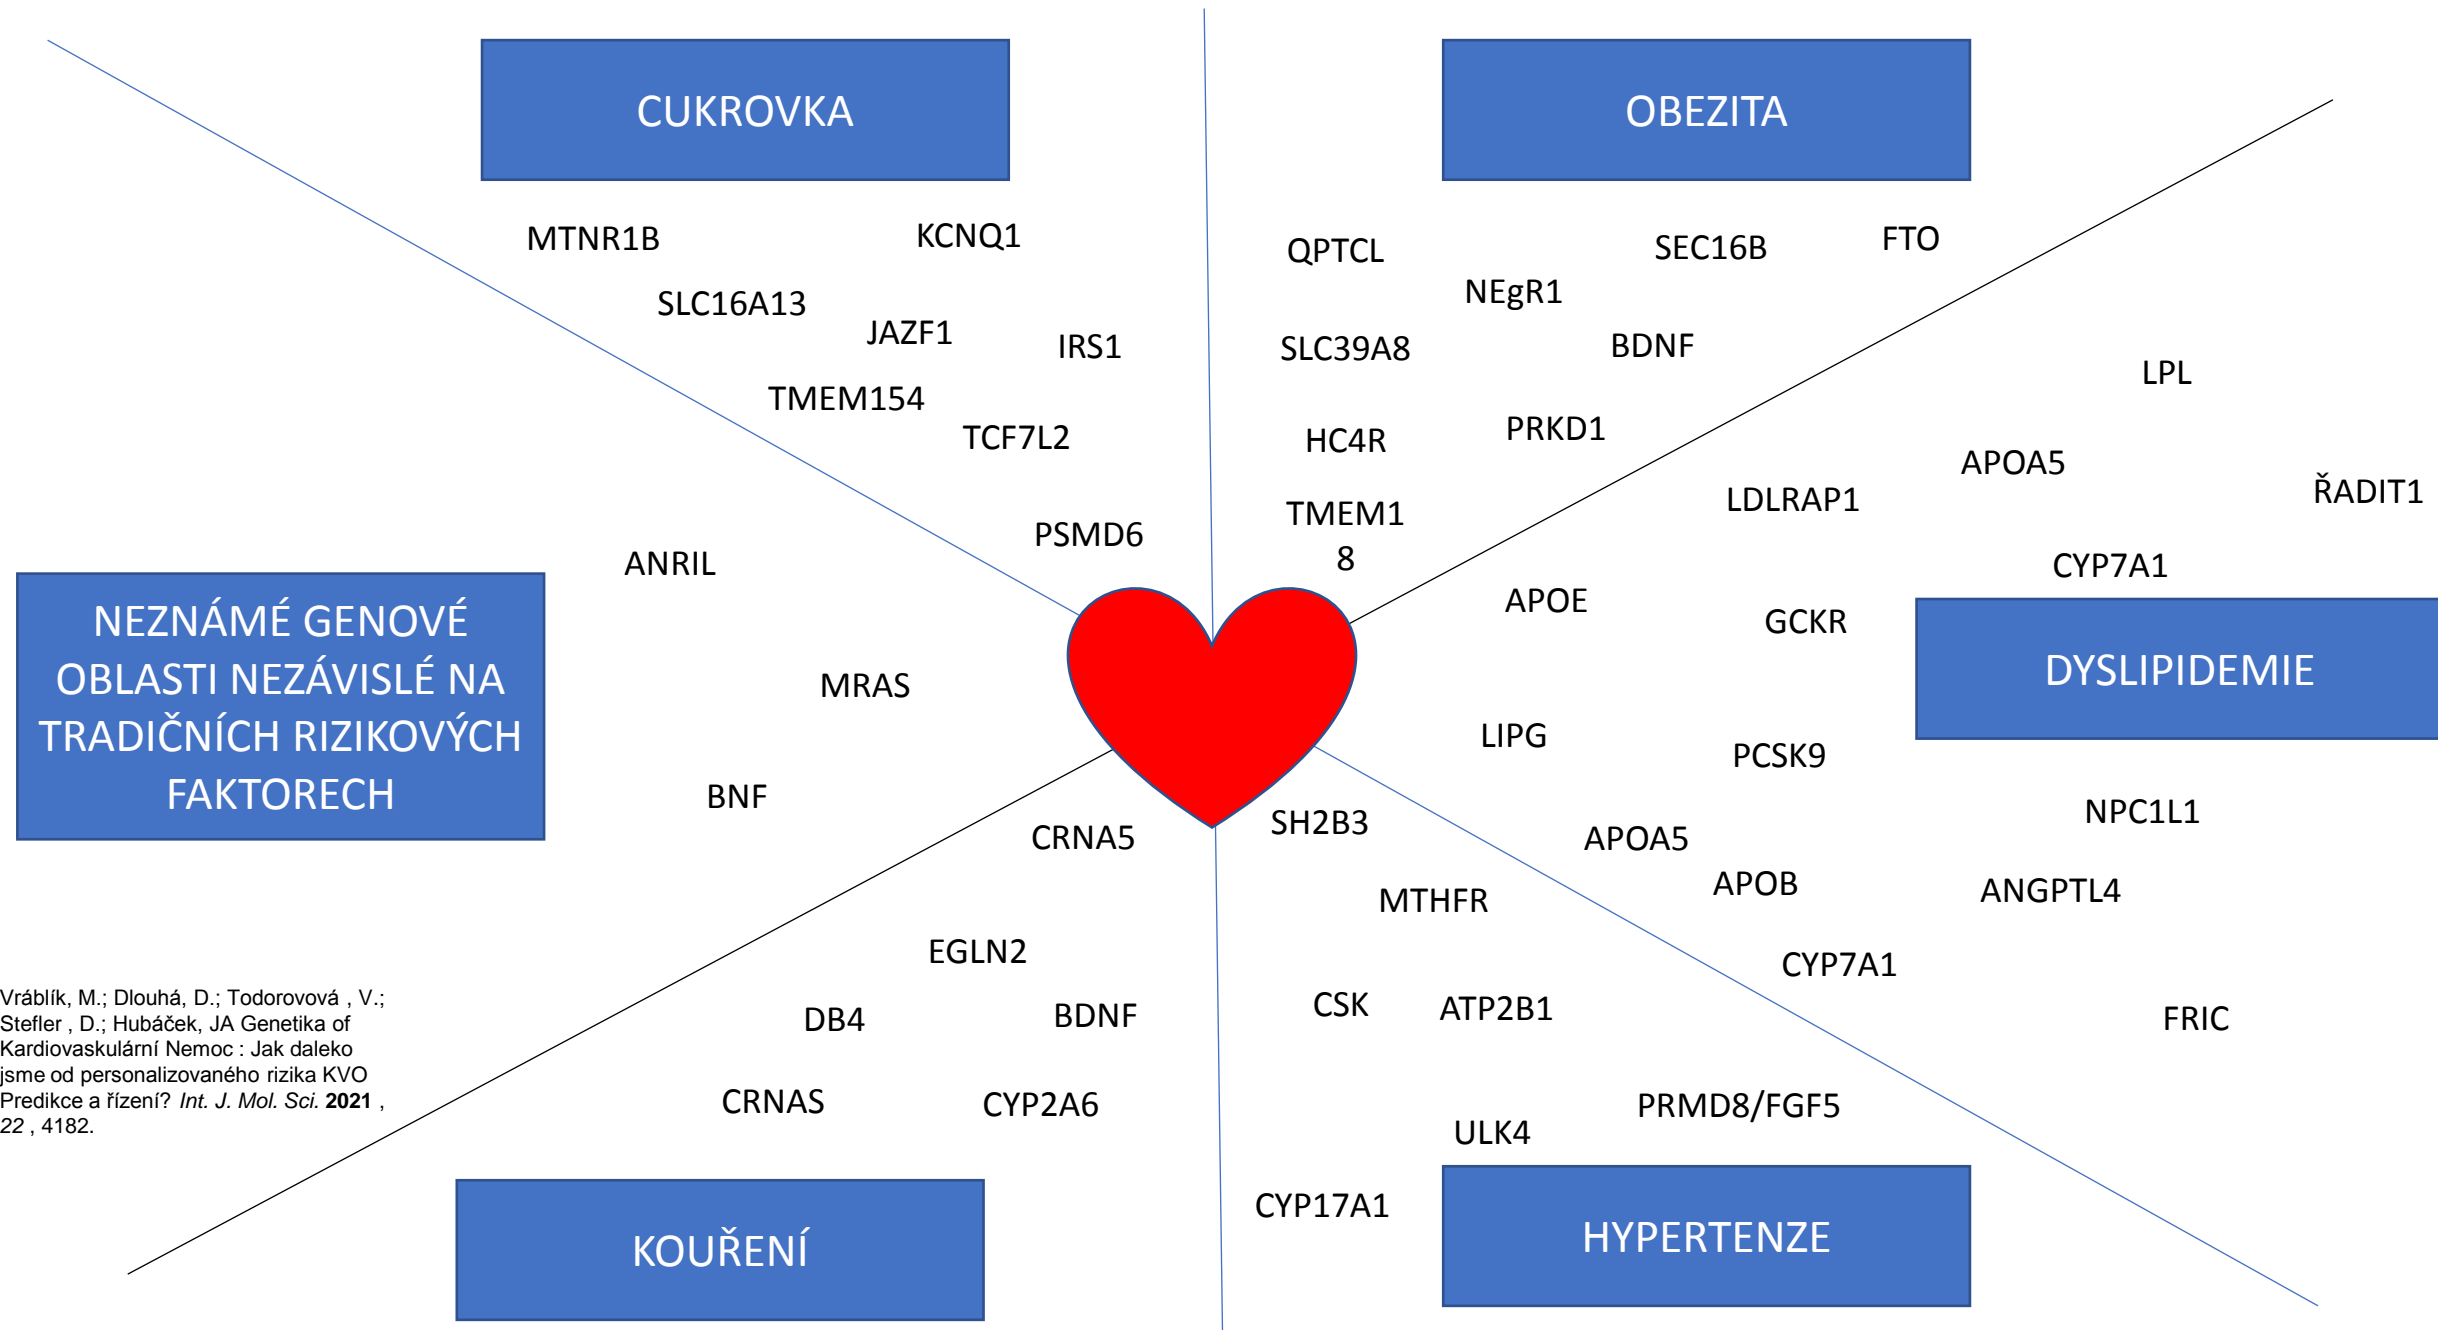 CUKROVKA
OBEZITA
MTNR1B
KCNQ1
SLC16A13
JAZF1
IRS1
TMEM154
TCF7L2
PSMD6
QPTCL
SEC16B
FTO
NEgR1
SLC39A8
BDNF
HC4R
PRKD1
TMEM1
8
LPL
APOA5
ŘADIT1
LDLRAP1
CYP7A1
APOE
GCKR
DYSLIPIDEMIE
LIPG
PCSK9
NPC1L1
APOA5
APOB
ANGPTL4
CYP7A1
FRIC
ANRIL
NEZNÁMÉ GENOVÉ
OBLASTI NEZÁVISLÉ NA
TRADIČNÍCH RIZIKOVÝCH
FAKTORECH
MRAS
BNF
CRNA5
EGLN2
DB4
BDNF
CRNAS
CYP2A6
KOUŘENÍ
SH2B3
MTHFR
CSK
ATP2B1
PRMD8/FGF5
ULK4
CYP17A1
HYPERTENZE
Vráblík, M.; Dlouhá, D.; Todorovová , V.;
Stefler , D.; Hubáček, JA Genetika of
Kardiovaskulární Nemoc : Jak daleko
jsme od personalizovaného rizika KVO
Predikce a řízení? Int. J. Mol. Sci. 2021 ,
22 , 4182.